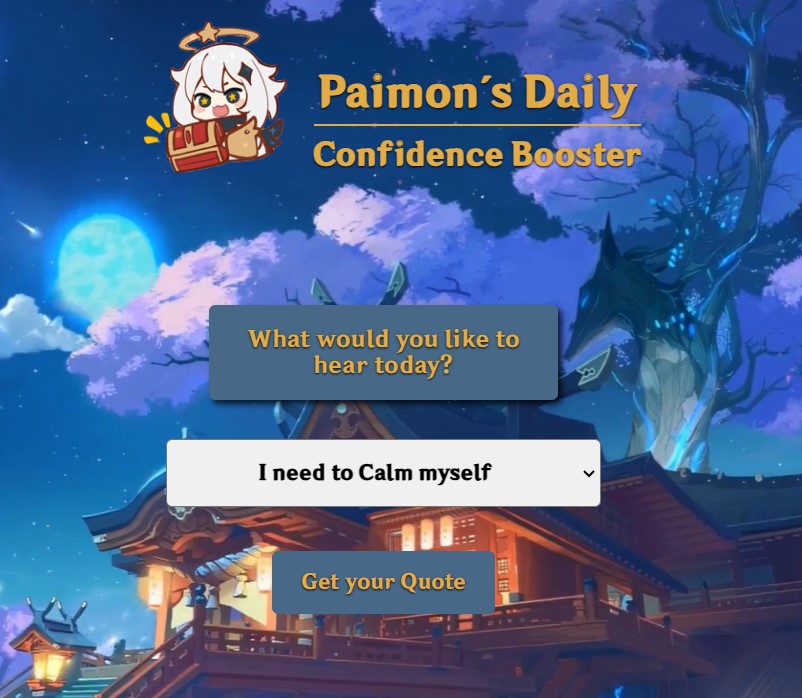 Paimon´s Daily
Confidence Booster
What would you like to
hear today?
I need to Calm myself
Get your Quote